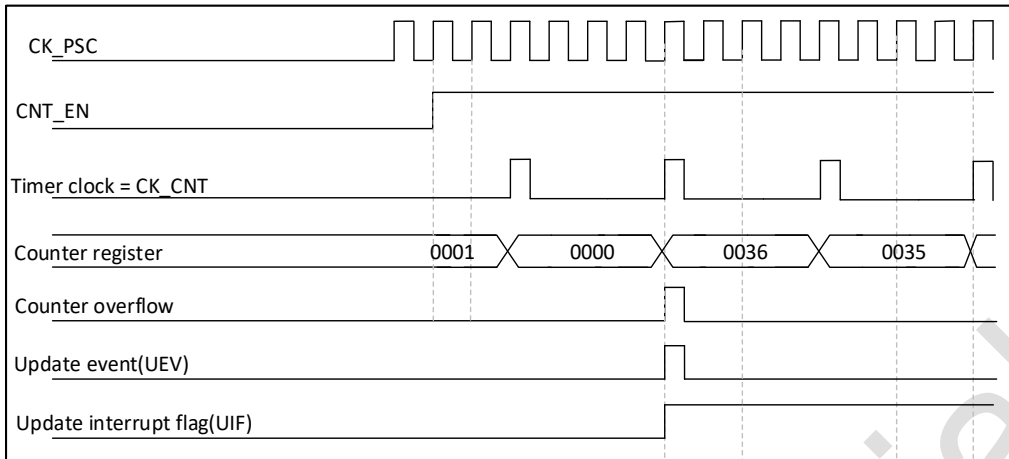 CK_PSC
CNT_EN
Timer clock = CK_CNT
Counter register 0001 0000 0036 0035
Counter overflow
Update event(UEV)
Update interrupt flag(UIF)